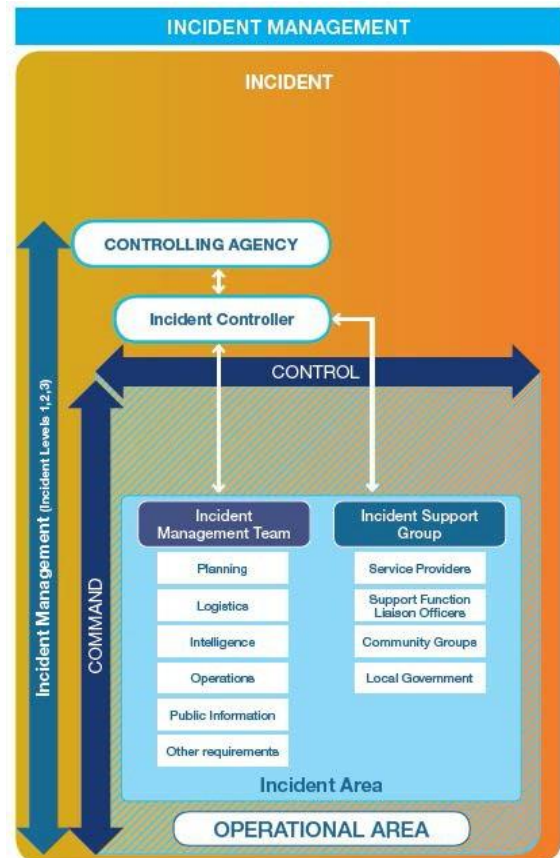 INCIDENT MANAGEMENT
INCIDENT
CONTROLLING AGENCY
Incident Controller
CONTROL
Incident Management (Incident Levels 1,2,3)
COMMAND
Incident
Management Team
Planning
Logistics
Intelligence
Operations
Public Information
Other requirements
Incident Support
Group
Service Providers
Support Function
Liaison Officers
Community Groups
Local Government
Incident Area
OPERATIONAL AREA